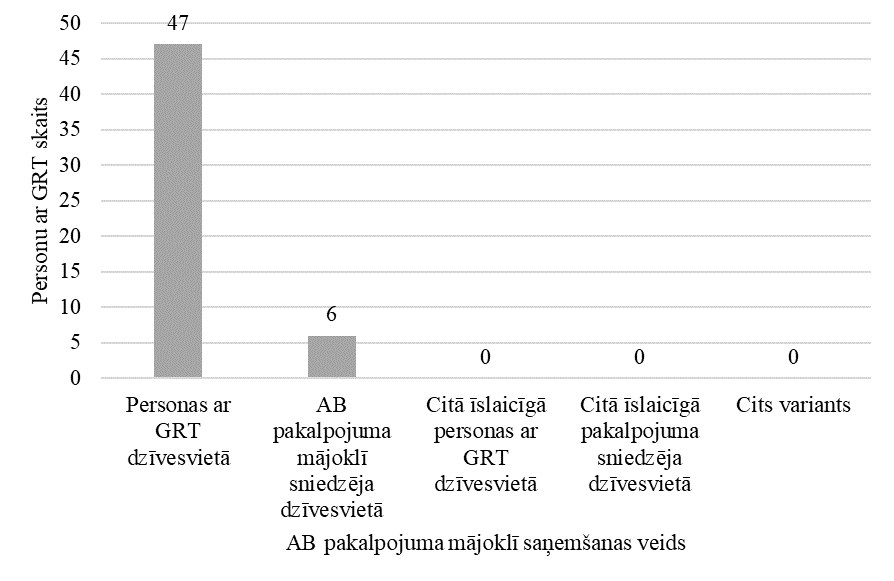 50
45
40
35
30
25
20
15
10
5
0
Personu ar GRT skaits
47
6
0
0
0
Personas ar
GRT
dzīvesvietā
AB
pakalpojuma
mājoklī
sniedzēja
dzīvesvietā
Citā īslaicīgā
personas ar
GRT
dzīvesvietā
Citā īslaicīgā
pakalpojuma
sniedzēja
dzīvesvietā
Cits variants
AB pakalpojuma mājoklī saņemšanas veids